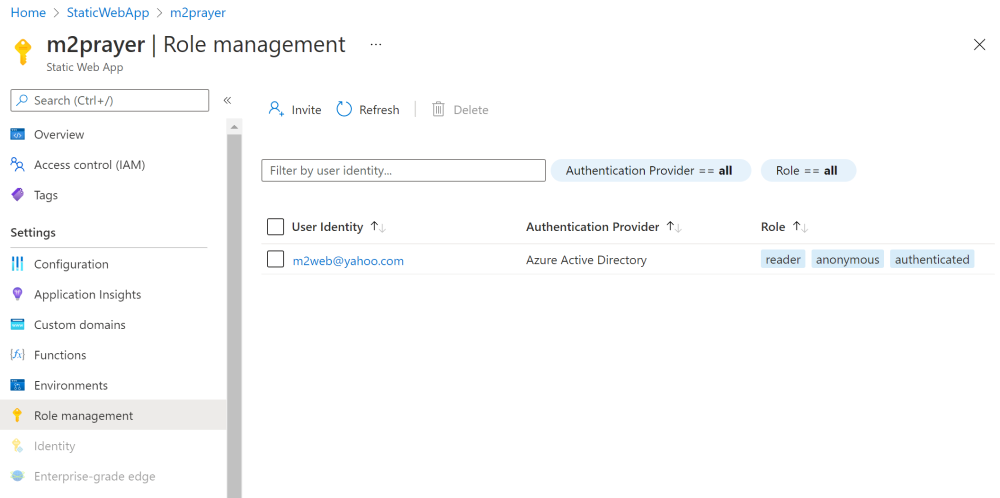 Home > StaticWebApp > m2prayer
m2prayer | Role management ...
Static Web App
Search (Ctrl+/)
«
Invite
Refresh
Delete
Overview
Access control (IAM)
Tags
Settings
Configuration
Application Insights
Custom domains
Functions
Environments
Role management
Identity
Enterprise-grade edge
Filter by user identity...
Authentication Provider == all
Role == all
User Identity ↑↓ Authentication Provider ↑↓ Role ↑↓
m2web@yahoo.com Azure Active Directory reader anonymous authenticated